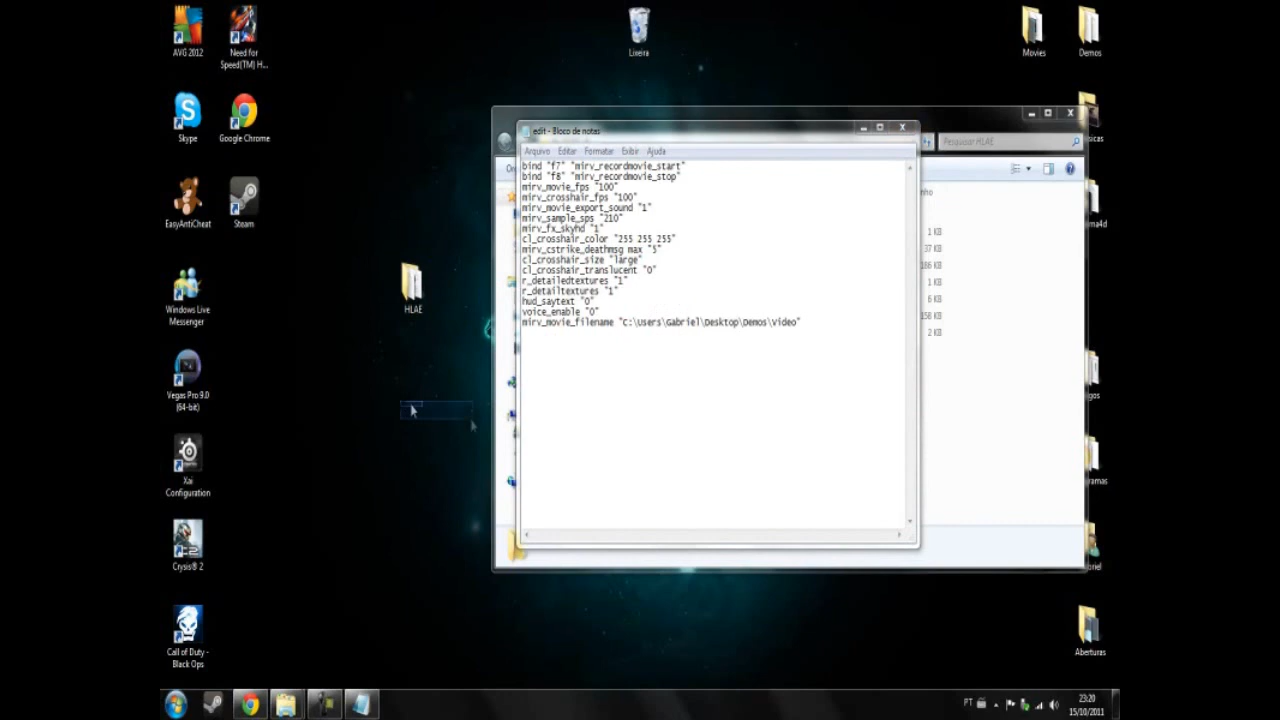 AVG 2012
Need for
Speed(TM) H...
Lixeira
Movies
Demos
Skype
Google Chrome
EasyAntiCheat
Steam
Windows Live
Messenger
HLAE
Vegas Pro 9.0
(64-bit)
Xai
Configuration
Crysis 2
Call of Duty -
Black Ops
Aberturas
Pesquisar HLAE
edit - Bloco de notas
Arquivo Editar Formatar Exibir Ajuda
bind "f7" "mirv_recordmovie_start"
bind "f8" "mirv_recordmovie_stop"
mirv_movie_fps "100"
mirv_crosshair_fps "100"
mirv_movie_export_sound "1"
mirv_sample_sps "210"
mirv_fx_skyhd "1"
cl_crosshair_color "255 255 255"
mirv_cstrike_deathmsg max "5"
cl_crosshair_size "large"
cl_crosshair_translucent "0"
r_detailedtextures "1"
r_detailtextures "1"
hud_saytext "0"
voice_enable "0"
mirv_movie_filename "C:\Users\Gabriel\Desktop\Demos\Video"
1 KB
37 KB
186 KB
1 KB
6 KB
158 KB
2 KB
PT
23:20
15/10/2011